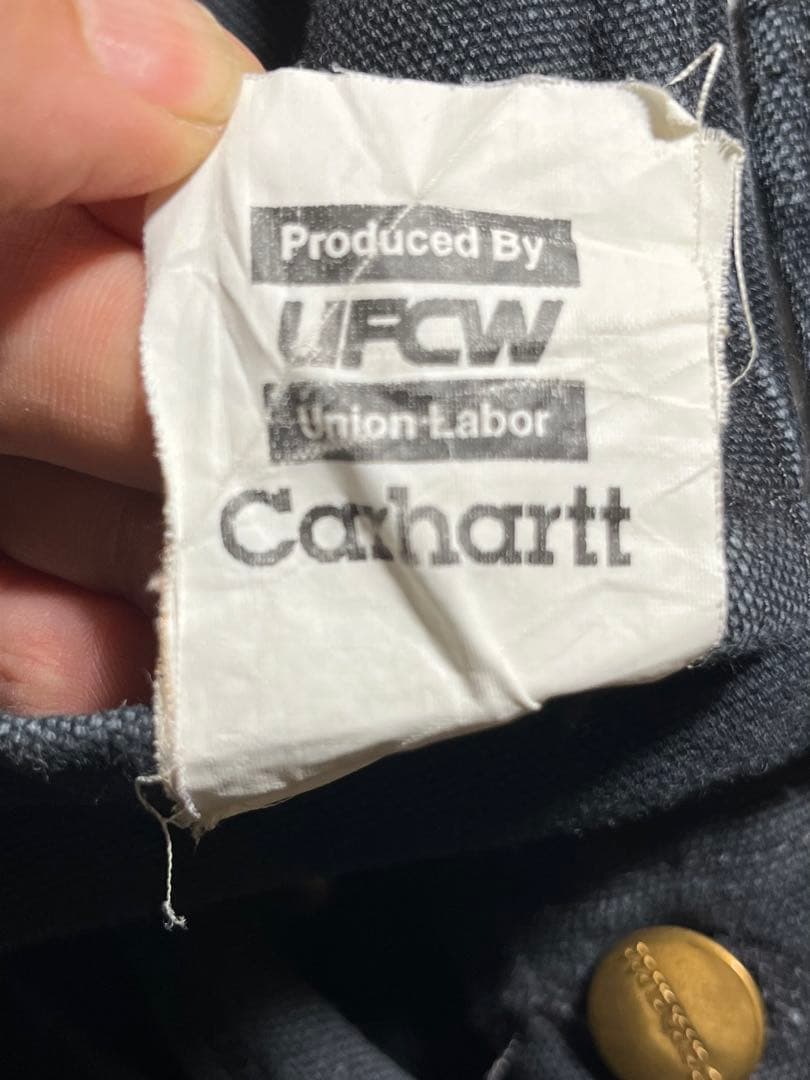 Produced By
UFCW
Union Labor
Carhartt